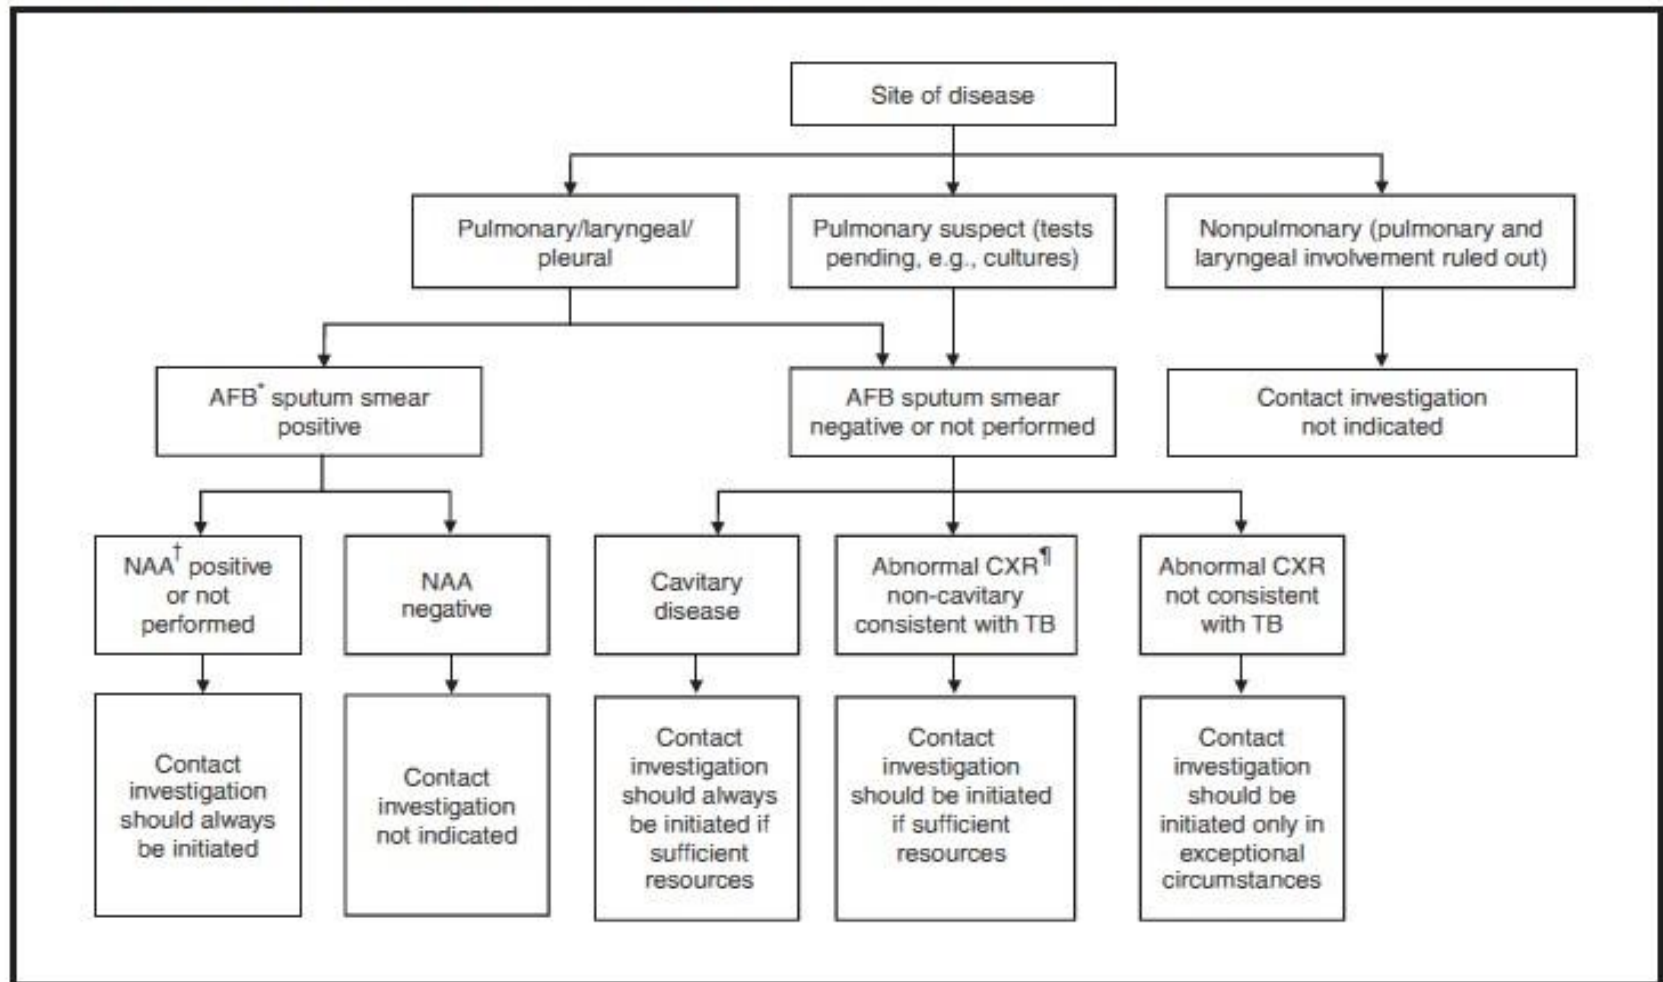 Site of disease
Pulmonary/laryngeal/
pleural
Pulmonary suspect (tests
pending, e.g., cultures)
Nonpulmonary (pulmonary and
laryngeal involvement ruled out)
AFB* sputum smear
positive
AFB sputum smear
negative or not performed
Contact investigation
not indicated
NAA† positive
or not
performed
NAA
negative
Cavitary
disease
Abnormal CXR¶
non-cavitary
consistent with TB
Abnormal CXR
not consistent
with TB
Contact
investigation
should always
be initiated
Contact
investigation
not indicated
Contact
investigation
should always
be initiated if
sufficient
resources
Contact
investigation
should be initiated
if sufficient
resources
Contact
investigation
should be
initiated only in
exceptional
circumstances